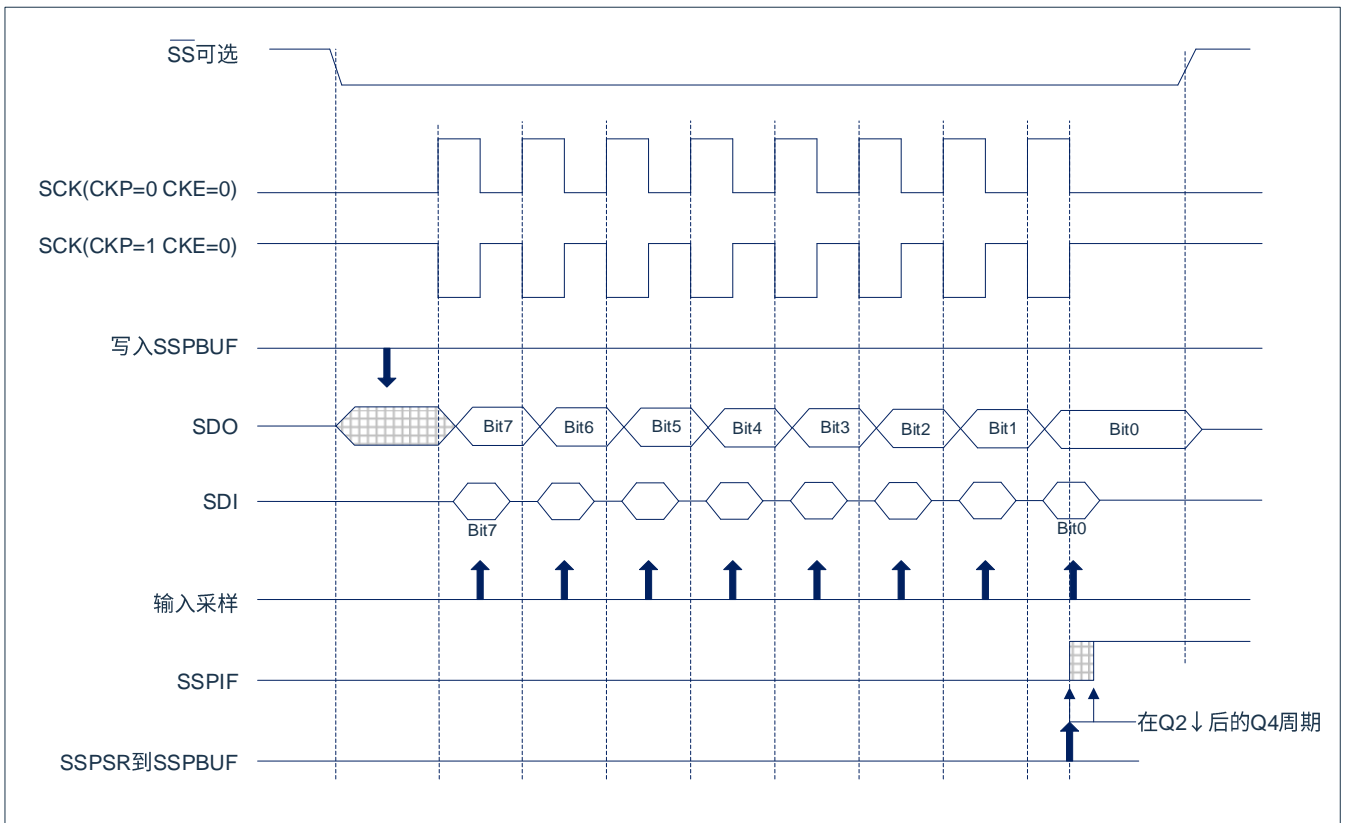 SS可选
SCK(CKP=0 CKE=0)
SCK(CKP=1 CKE=0)
写入SSPBUF
SDO
Bit7 Bit6 Bit5 Bit4 Bit3 Bit2 Bit1 Bit0
SDI
Bit7 Bit0
输入采样
SSPIF
在Q2↓后的Q4周期
SSPSR到SSPBUF